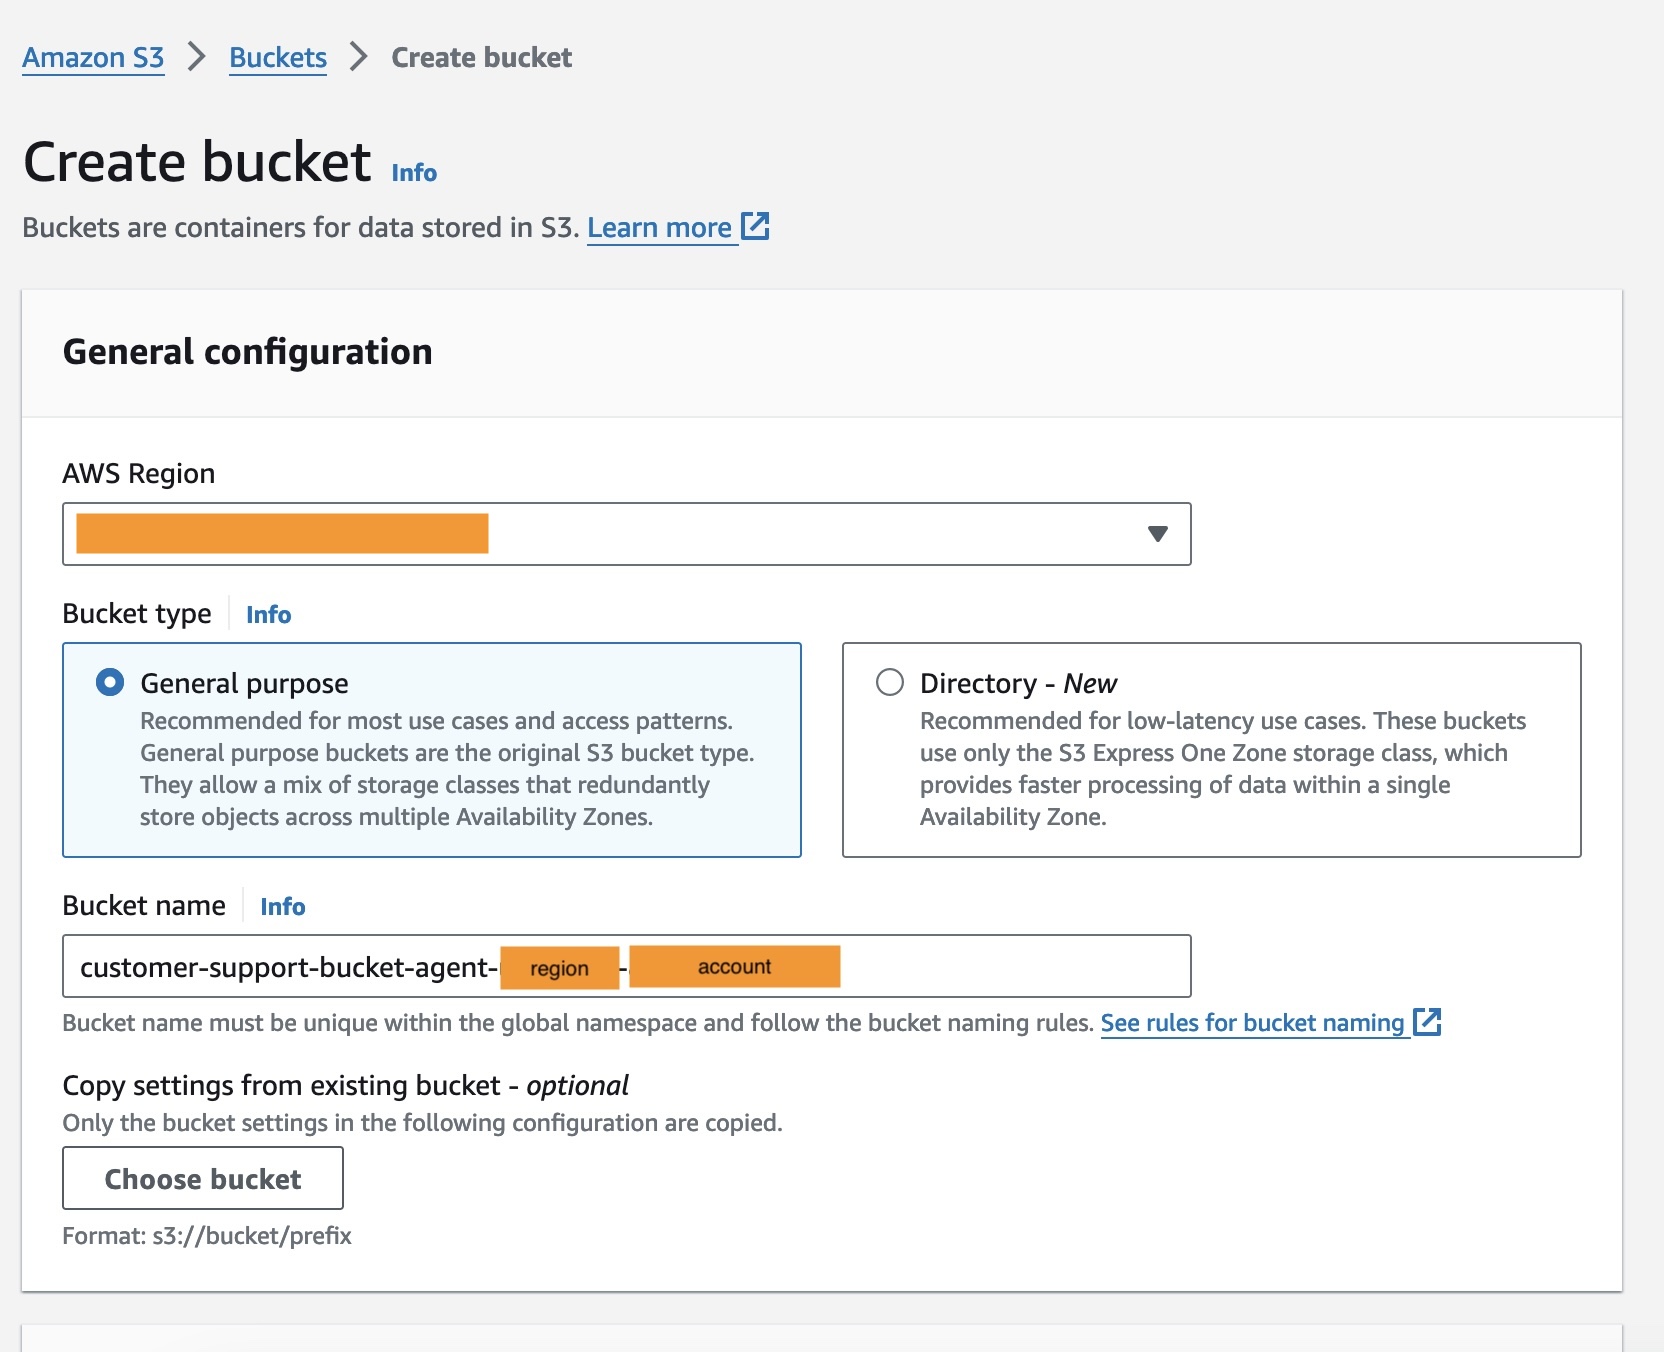 Amazon S3 > Buckets > Create bucket
Create bucket Info
Buckets are containers for data stored in S3. Learn more
General configuration
AWS Region
Bucket type Info
General purpose
Recommended for most use cases and access patterns.
General purpose buckets are the original S3 bucket type.
They allow a mix of storage classes that redundantly
store objects across multiple Availability Zones.
Directory - New
Recommended for low-latency use cases. These buckets
use only the S3 Express One Zone storage class, which
provides faster processing of data within a single
Availability Zone.
Bucket name Info
customer-support-bucket-agent- region - account
Bucket name must be unique within the global namespace and follow the bucket naming rules. See rules for bucket naming
Copy settings from existing bucket - optional
Only the bucket settings in the following configuration are copied.
Choose bucket
Format: s3://bucket/prefix